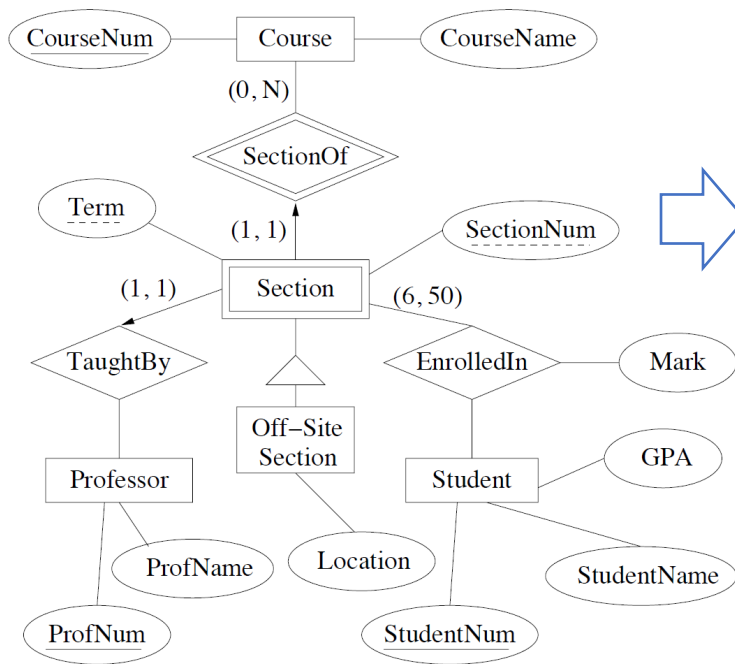 CourseNum
Course
CourseName
(0, N)
SectionOf
Term
(1, 1)
SectionNum
(1, 1)
Section
(6, 50)
TaughtBy
EnrolledIn
Mark
Off-Site
Section
Professor
Student
GPA
ProfName
Location
StudentName
ProfNum
StudentNum